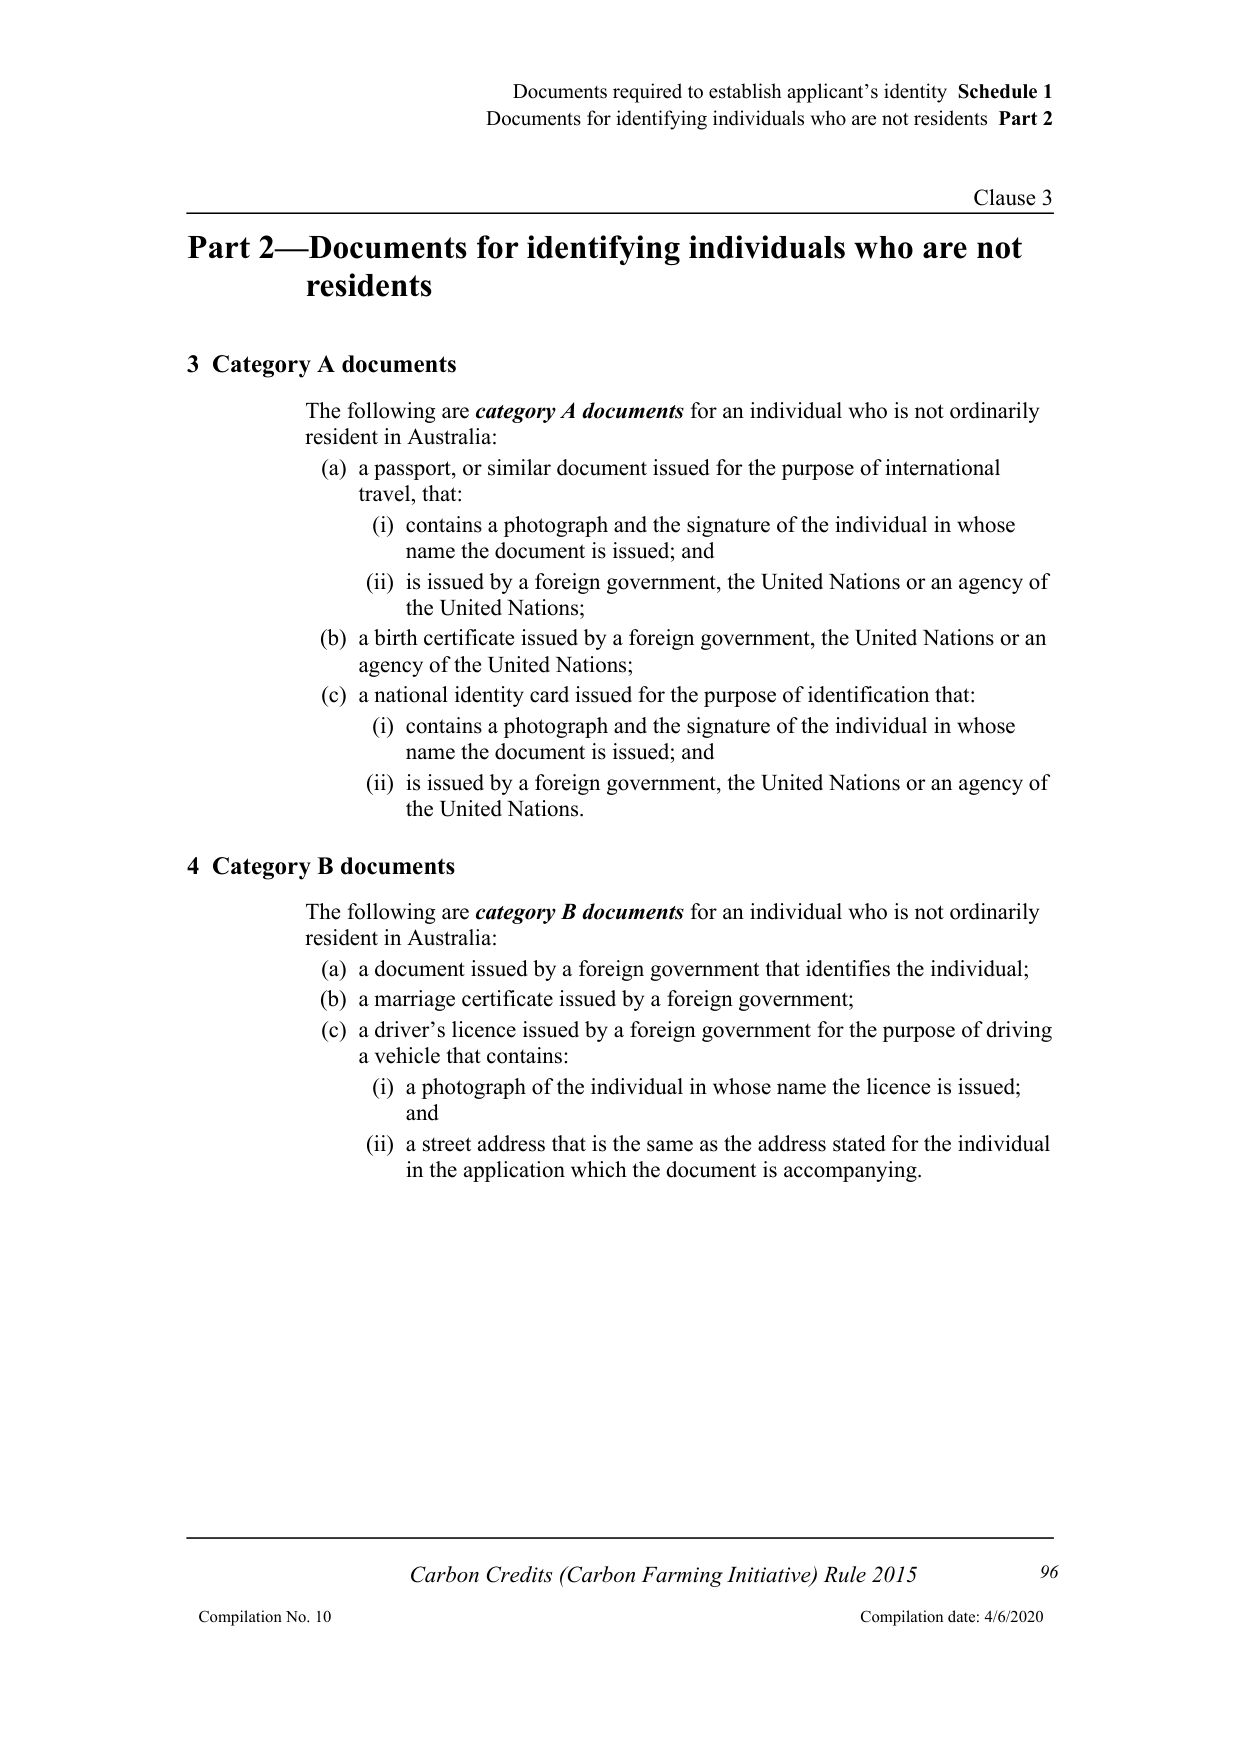 Documents required to establish applicant’s identity Schedule 1
Documents for identifying individuals who are not residents Part 2
Clause 3
Part 2—Documents for identifying individuals who are not
residents
3 Category A documents
The following are category A documents for an individual who is not ordinarily
resident in Australia:
(a) a passport, or similar document issued for the purpose of international
travel, that:
(i) contains a photograph and the signature of the individual in whose
name the document is issued; and
(ii) is issued by a foreign government, the United Nations or an agency of
the United Nations;
(b) a birth certificate issued by a foreign government, the United Nations or an
agency of the United Nations;
(c) a national identity card issued for the purpose of identification that:
(i) contains a photograph and the signature of the individual in whose
name the document is issued; and
(ii) is issued by a foreign government, the United Nations or an agency of
the United Nations.
4 Category B documents
The following are category B documents for an individual who is not ordinarily
resident in Australia:
(a) a document issued by a foreign government that identifies the individual;
(b) a marriage certificate issued by a foreign government;
(c) a driver’s licence issued by a foreign government for the purpose of driving
a vehicle that contains:
(i) a photograph of the individual in whose name the licence is issued;
and
(ii) a street address that is the same as the address stated for the individual
in the application which the document is accompanying.
Carbon Credits (Carbon Farming Initiative) Rule 2015 96
Compilation No. 10 Compilation date: 4/6/2020